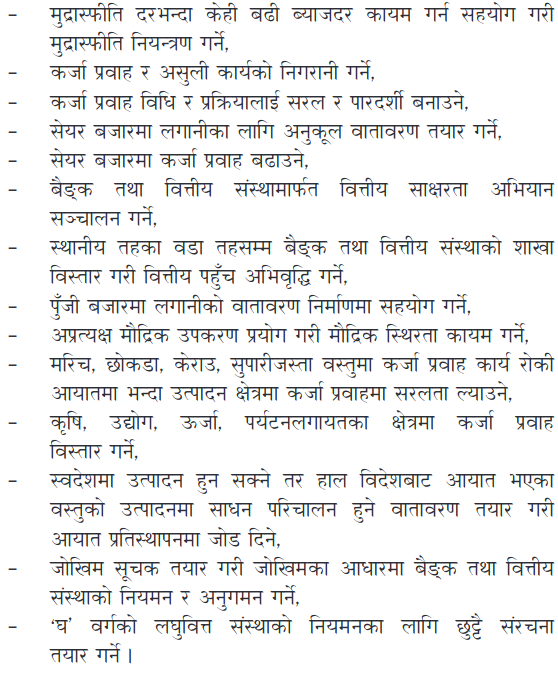 – मुद्रास्फीति दरभन्दा केही बढी ब्याजदर कायम गर्न सहयोग गरी
मुद्रास्फीति नियन्त्रण गर्ने,
– कर्जा प्रवाह र असुली कार्यको निगरानी गर्ने,
– कर्जा प्रवाह विधि र प्रक्रियालाई सरल र पारदर्शी बनाउने,
– सेयर बजारमा लगानीका लागि अनुकूल वातावरण तयार गर्ने,
– सेयर बजारमा कर्जा प्रवाह बढाउने,
– बैङ्क तथा वित्तीय संस्थामार्फत वित्तीय साक्षरता अभियान
सञ्चालन गर्ने,
– स्थानीय तहका वडा तहसम्म बैङ्क तथा वित्तीय संस्थाको शाखा
विस्तार गरी वित्तीय पहुँच अभिवृद्धि गर्ने,
– पुँजी बजारमा लगानीको वातावरण निर्माणमा सहयोग गर्ने,
– अप्रत्यक्ष मौद्रिक उपकरण प्रयोग गरी मौद्रिक स्थिरता कायम गर्ने,
– मरिच, छोकडा, केराउ, सुपारीजस्ता वस्तुमा कर्जा प्रवाह कार्य रोकी
आयातमा भन्दा उत्पादन क्षेत्रमा कर्जा प्रवाहमा सरलता ल्याउने,
– कृषि, उद्योग, ऊर्जा, पर्यटनलगायतका क्षेत्रमा कर्जा प्रवाह
विस्तार गर्ने,
– स्वदेशमा उत्पादन हुन सक्ने तर हाल विदेशबाट आयात भएका
वस्तुको उत्पादनमा साधन परिचालन हुने वातावरण तयार गरी
आयात प्रतिस्थापनमा जोड दिने,
– जोखिम सूचक तयार गरी जोखिमका आधारमा बैङ्क तथा वित्तीय
संस्थाको नियमन र अनुगमन गर्ने,
– ‘घ’ वर्गको लघुवित्त संस्थाको नियमनका लागि छुट्टै संरचना
तयार गर्ने ।